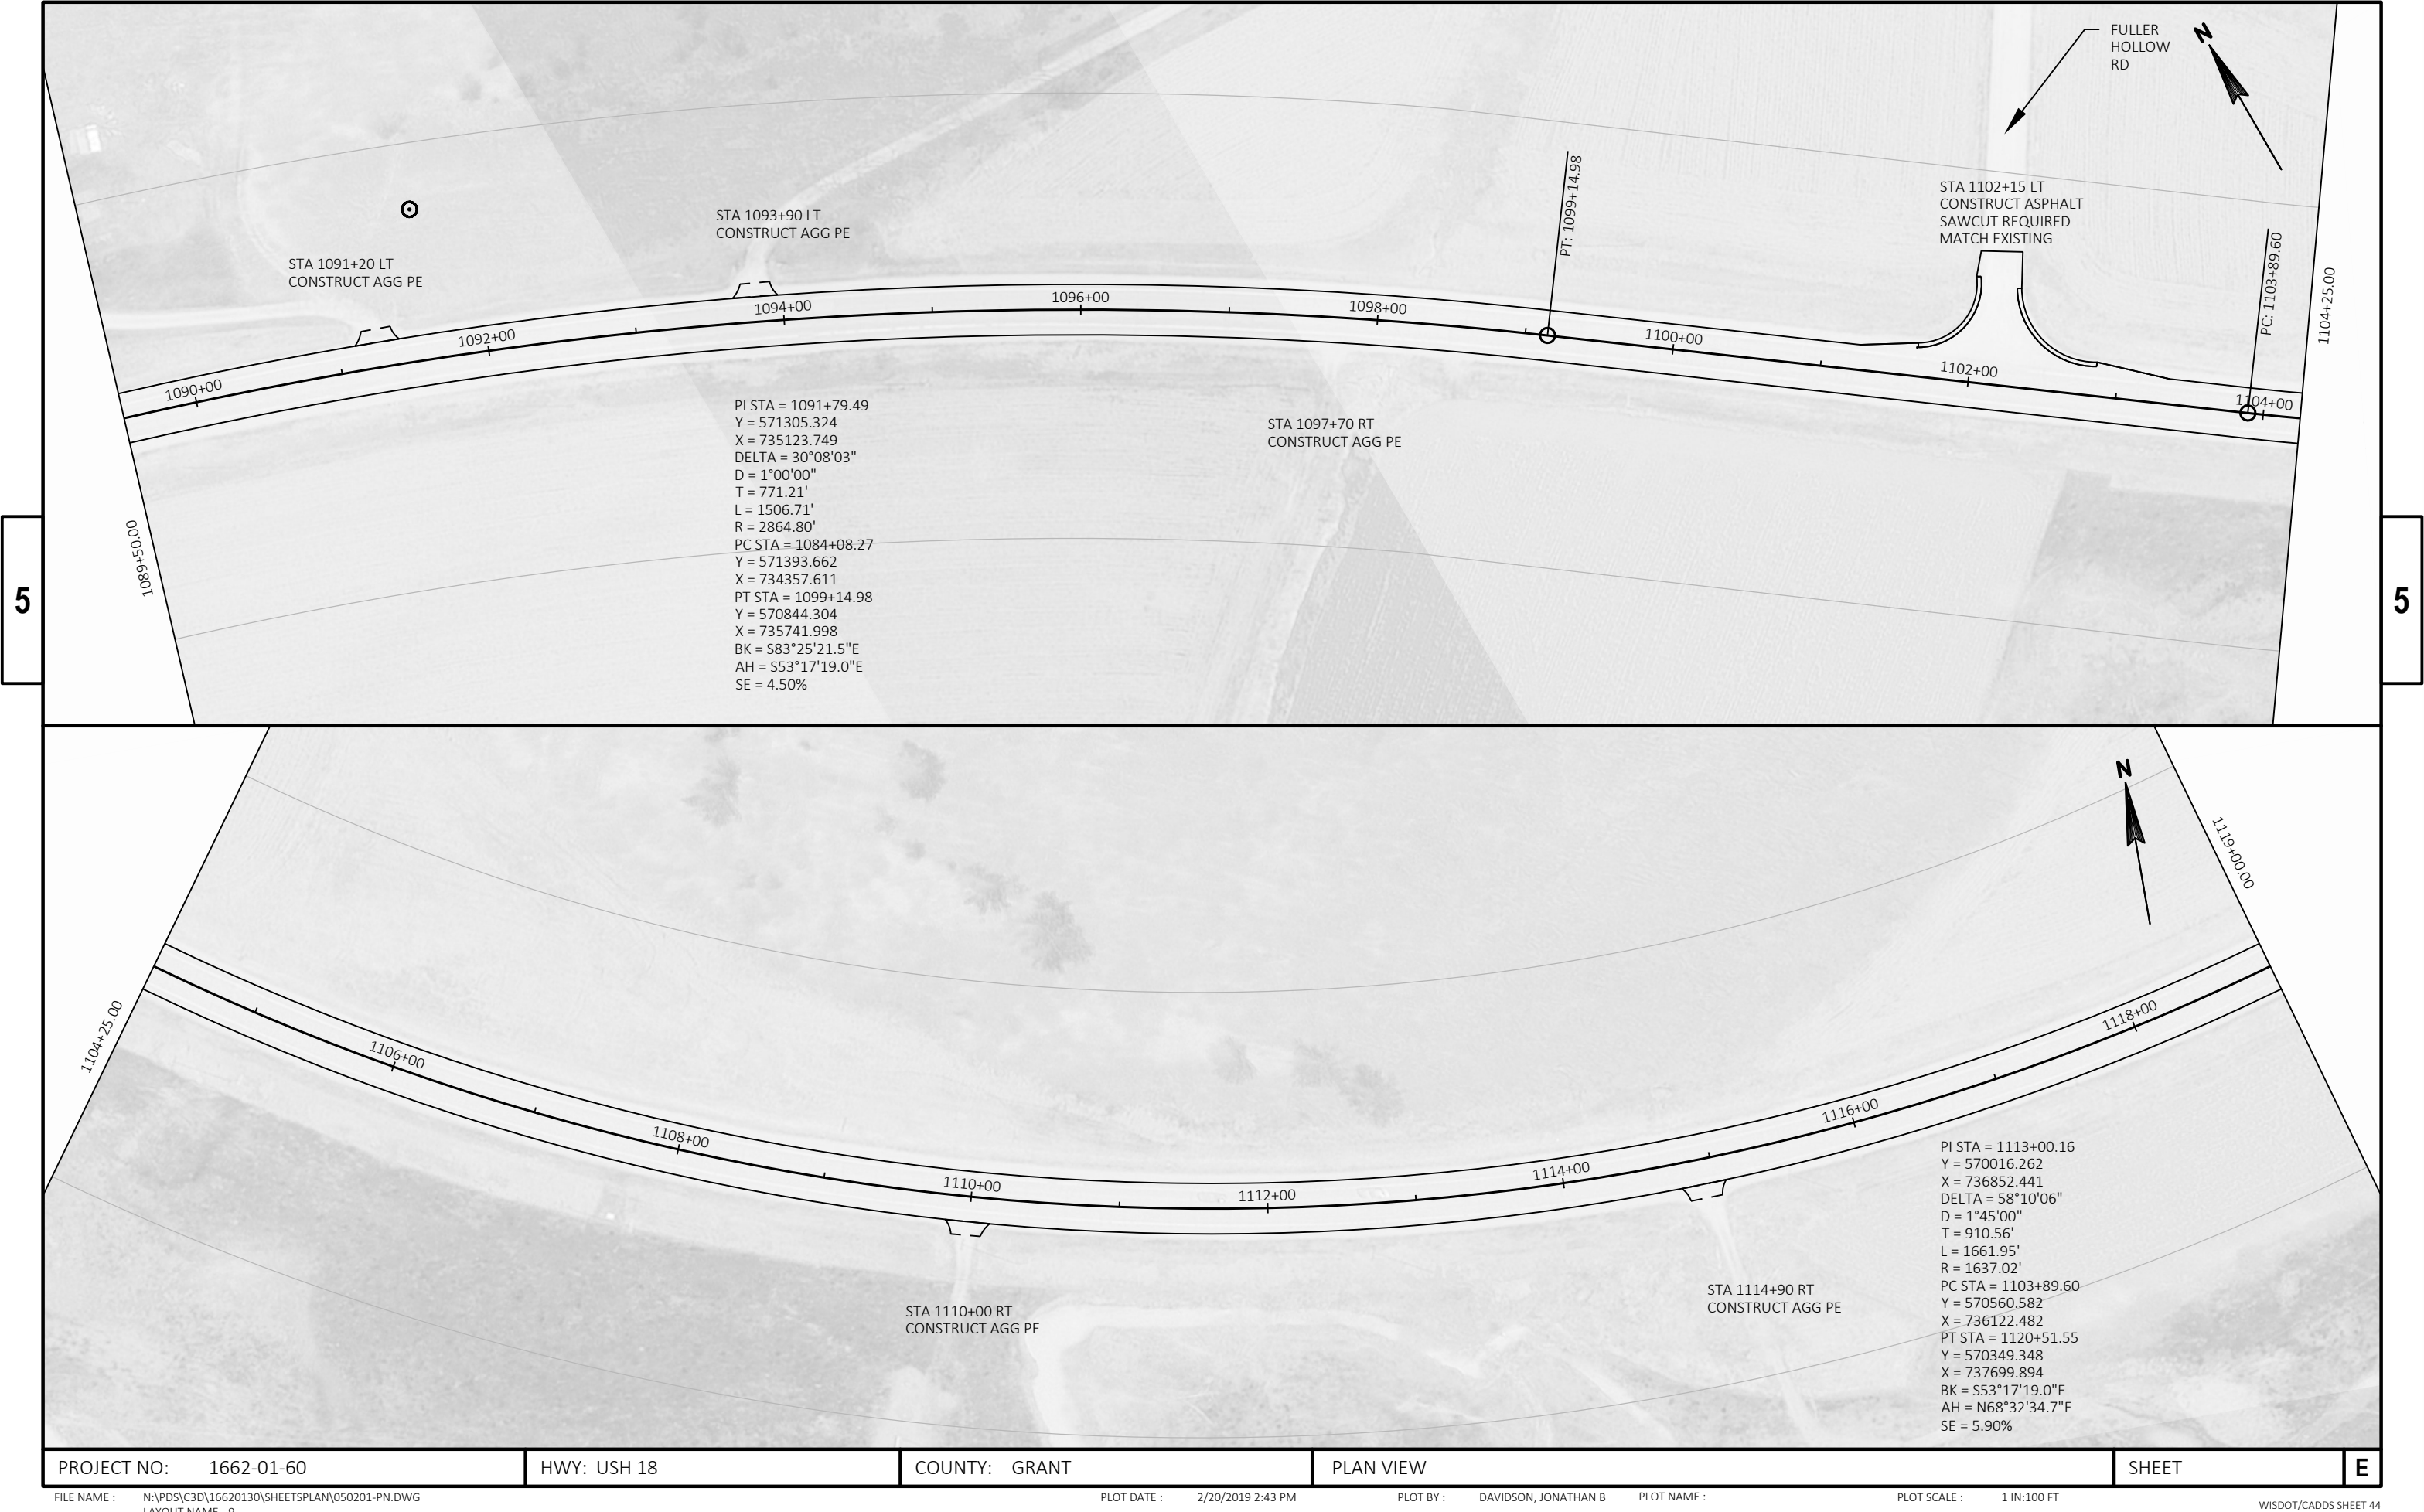 FULLER
HOLLOW
RD
N
STA 1091+20 LT
CONSTRUCT AGG PE
STA 1093+90 LT
CONSTRUCT AGG PE
PT: 1099+14.98
STA 1102+15 LT
CONSTRUCT ASPHALT
SAWCUT REQUIRED
MATCH EXISTING
PC: 1103+89.60
1104+25.00
1090+00
1092+00
1094+00
1096+00
1098+00
1100+00
1102+00
1104+00
1089+50.00
PI STA = 1091+79.49
Y = 571305.324
X = 735123.749
DELTA = 30°08'03"
D = 1°00'00"
T = 771.21'
L = 1506.71'
R = 2864.80'
PC STA = 1084+08.27
Y = 571393.662
X = 734357.611
PT STA = 1099+14.98
Y = 570844.304
X = 735741.998
BK = S83°25'21.5"E
AH = S53°17'19.0"E
SE = 4.50%
STA 1097+70 RT
CONSTRUCT AGG PE
5
5
N
1119+00.00
1104+25.00
1106+00
1108+00
1110+00
1112+00
1114+00
1116+00
1118+00
STA 1110+00 RT
CONSTRUCT AGG PE
STA 1114+90 RT
CONSTRUCT AGG PE
PI STA = 1113+00.16
Y = 570016.262
X = 736852.441
DELTA = 58°10'06"
D = 1°45'00"
T = 910.56'
L = 1661.95'
R = 1637.02'
PC STA = 1103+89.60
Y = 570560.582
X = 736122.482
PT STA = 1120+51.55
Y = 570349.348
X = 737699.894
BK = S53°17'19.0"E
AH = N68°32'34.7"E
SE = 5.90%
PROJECT NO: 1662-01-60
HWY: USH 18
COUNTY: GRANT
PLAN VIEW
SHEET
E
FILE NAME : N:\PDS\C3D\16620130\SHEETSPLAN\050201-PN.DWG
LAYOUT NAME - 9
PLOT DATE : 2/20/2019 2:43 PM
PLOT BY : DAVIDSON, JONATHAN B
PLOT NAME :
PLOT SCALE : 1 IN:100 FT
WISDOT/CADDS SHEET 44